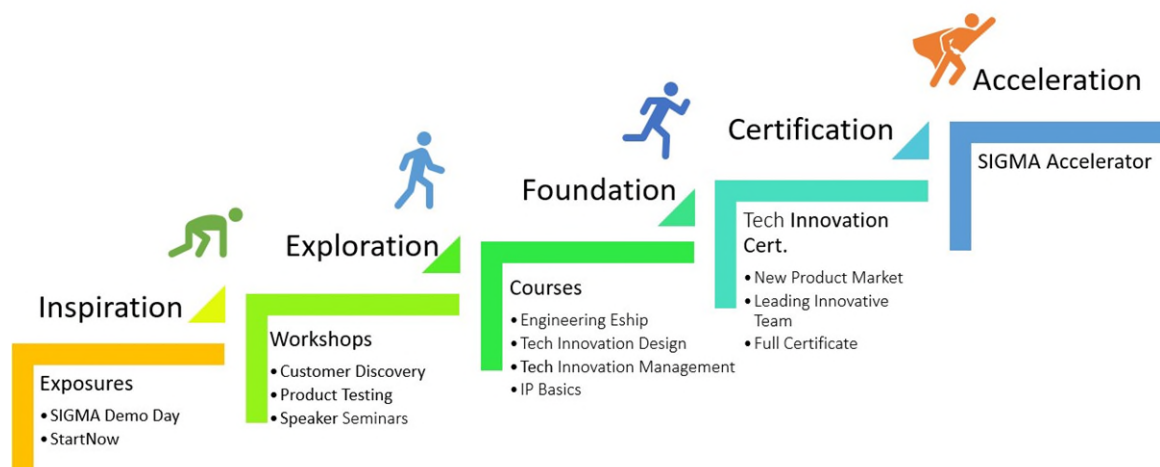 Inspiration
Exposures
•SIGMA Demo Day
•StartNow
Exploration
Workshops
•Customer Discovery
•Product Testing
•Speaker Seminars
Foundation
Courses
•Engineering Eship
•Tech Innovation Design
•Tech Innovation Management
•IP Basics
Certification
Tech Innovation
Cert.
•New Product Market
•Leading Innovative
Team
•Full Certificate
Acceleration
SIGMA Accelerator